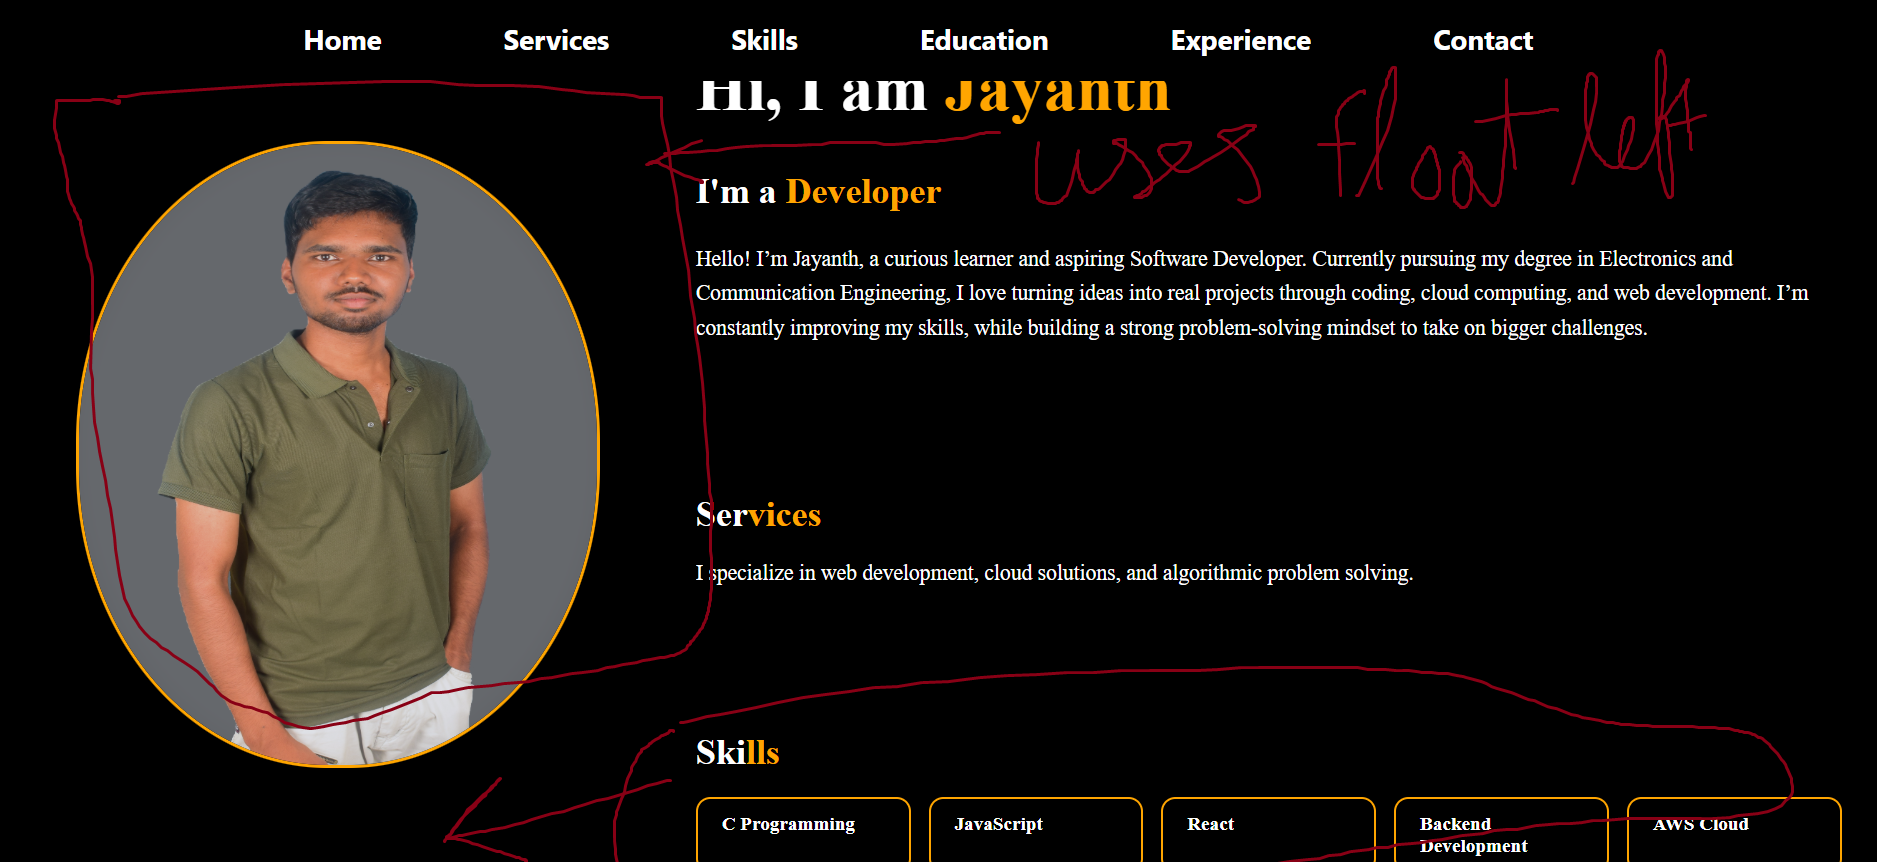 Home Services Skills Education Experience Contact
Hi, I am Jayanth
uses float left
I'm a Developer
Hello! I’m Jayanth, a curious learner and aspiring Software Developer. Currently pursuing my degree in Electronics and
Communication Engineering, I love turning ideas into real projects through coding, cloud computing, and web development. I’m
constantly improving my skills, while building a strong problem-solving mindset to take on bigger challenges.
Services
I specialize in web development, cloud solutions, and algorithmic problem solving.
Skills
C Programming JavaScript React Backend AWS Cloud
Development